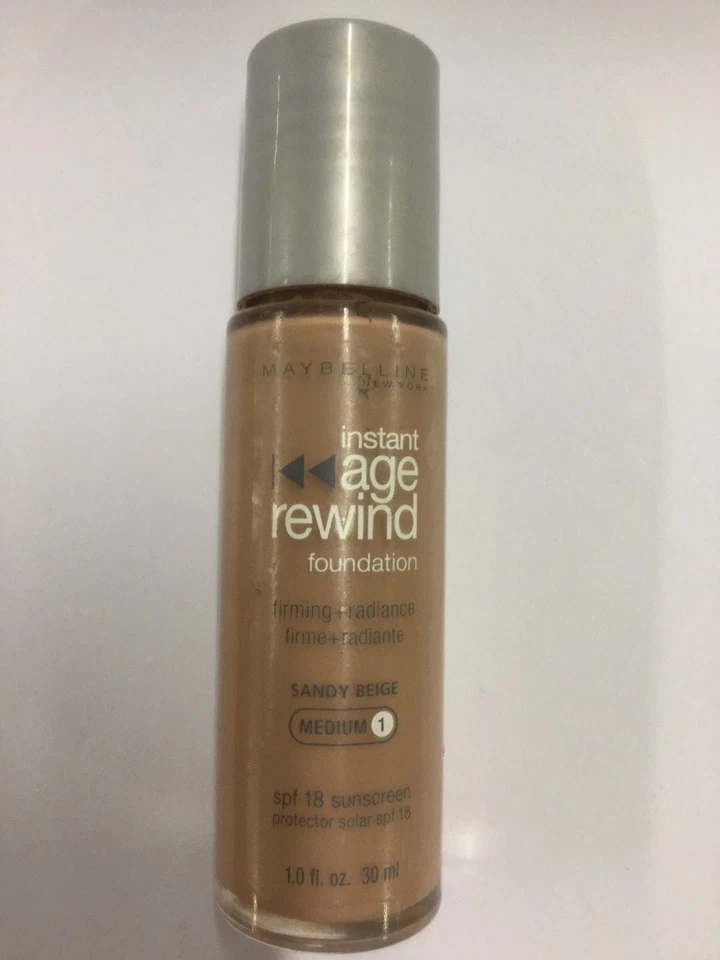 MAYBELLINE
NEW YORK
instant
age
rewind
foundation
firming+radiance
firme+radiante
SANDY BEIGE
MEDIUM 1
spf 18 sunscreen
protector solar spf 18
1.0 fl. oz. 30 ml